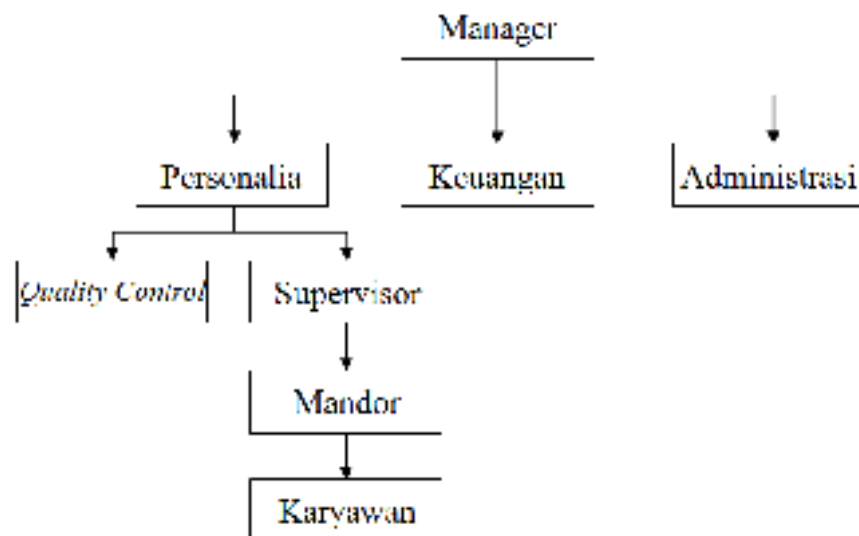 Manager
Personalia
Keuangan
Administrasi
Quality Control
Supervisor
Mandor
Karyawan